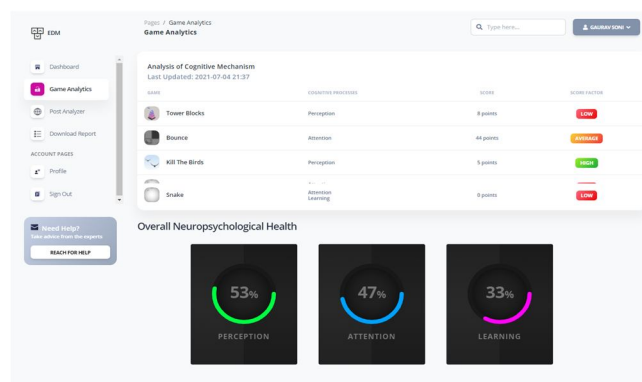 EDM
Pages / Game Analytics
Game Analytics
Type here...
GAURAV SONI
Dashboard
Game Analytics
Post Analyzer
Download Report
ACCOUNT PAGES
Profile
Sign Out
Need Help?
Take advice from the experts
REACH FOR HELP
Analysis of Cognitive Mechanism
Last Updated: 2021-07-04 21:37
GAME COGNITIVE PROCESSES SCORE SCORE FACTOR
Tower Blocks Perception 8 points LOW
Bounce Attention 44 points AVERAGE
Kill The Birds Perception 5 points HIGH
Snake Attention Learning 0 points LOW
Overall Neuropsychological Health
53% 47% 33%
PERCEPTION ATTENTION LEARNING